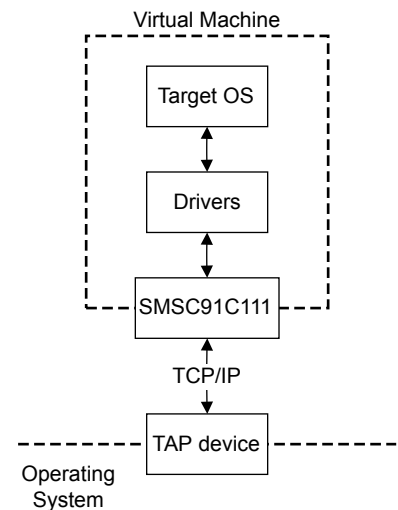 Virtual Machine
Target OS
Drivers
SMSC91C111
TCP/IP
TAP device
Operating
System